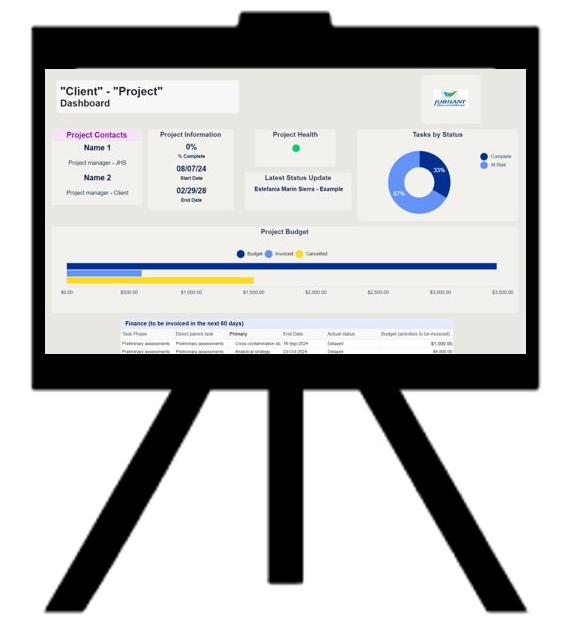 "Client" - "Project"
Dashboard
JUBILANT
Project Contacts
Name 1
Project manager - JHS
Name 2
Project manager - Client
Project Information
0%
% Complete
08/07/24
Start Date
02/29/28
End Date
Project Health
Latest Status Update
Estefania Marin Sierra - Example
Tasks by Status
33%
67%
Complete
At Risk
Project Budget
Budget Invoiced Cancelled
$0.00 $500.00 $1,000.00 $1,500.00 $2,000.00 $2,500.00 $3,000.00 $3,500.00
Finance (to be invoiced in the next 60 days)
Task Phase Direct parent task Primary End Date Actual status Budget (activities to be invoiced)
Preliminary assessments Preliminary assessments Cross-contamination st 16-Sep-2024 Delayed $1,000.00
Preliminary assessments Preliminary assessments Analytical strategy 23-Oct-2024 Delayed $4,000.00